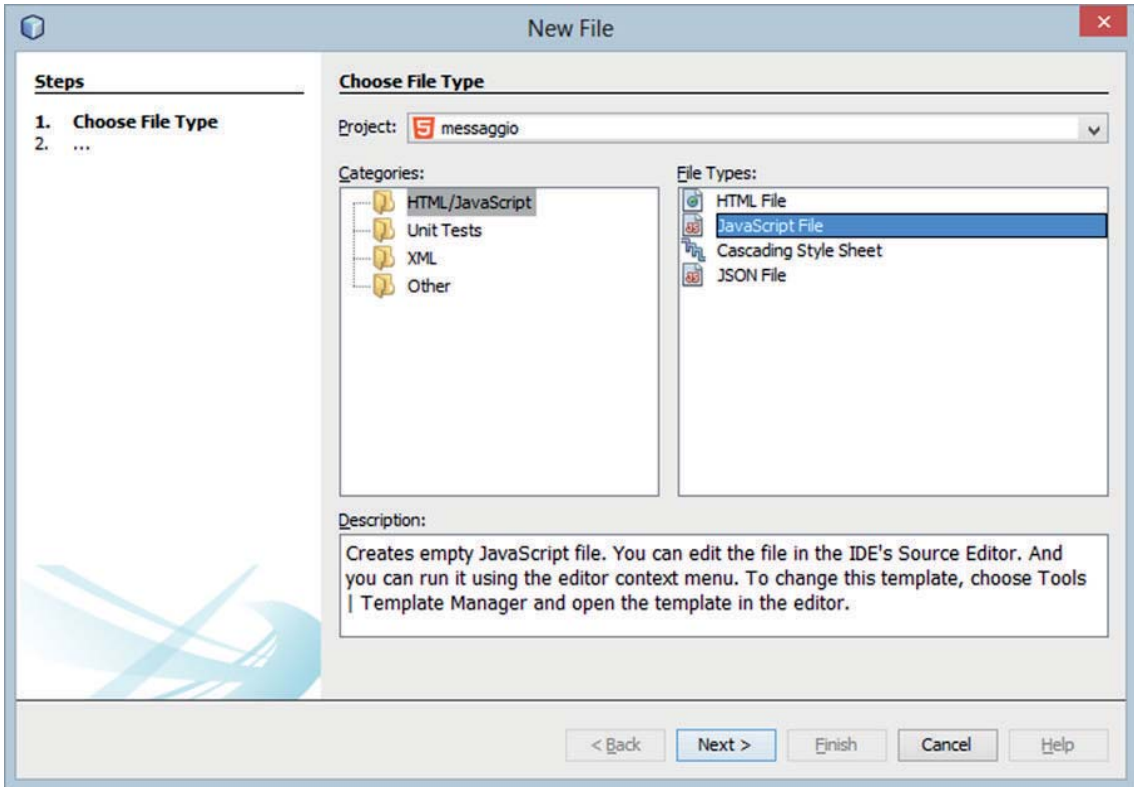 New File
Steps
1. Choose File Type
2. ...
Choose File Type
Project: messaggio
Categories:
HTML/JavaScript
Unit Tests
XML
Other
File Types:
HTML File
JavaScript File
Cascading Style Sheet
JSON File
Description:
Creates empty JavaScript file. You can edit the file in the IDE's Source Editor. And
you can run it using the editor context menu. To change this template, choose Tools
| Template Manager and open the template in the editor.
< Back
Next >
Finish
Cancel
Help